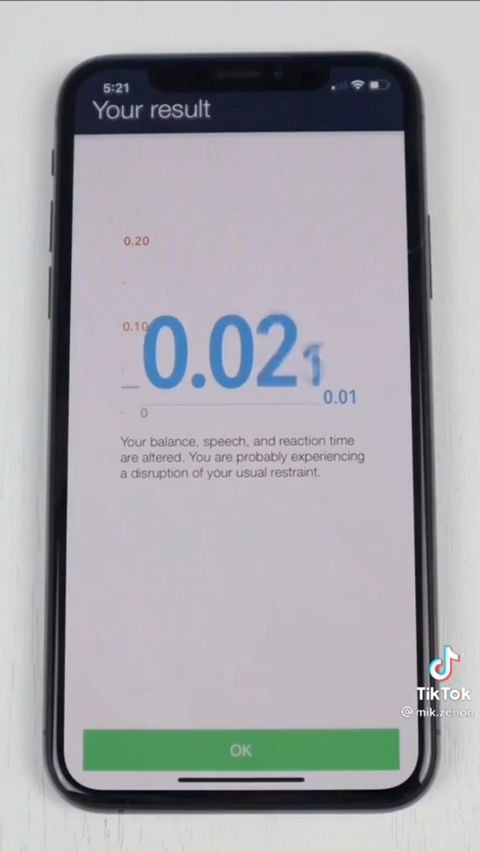 5:21
Your result
0.20
0.10
0.02
0.01
0
Your balance, speech, and reaction time
are altered. You are probably experiencing
a disruption of your usual restraint.
TikTok
@mik.zenon
OK